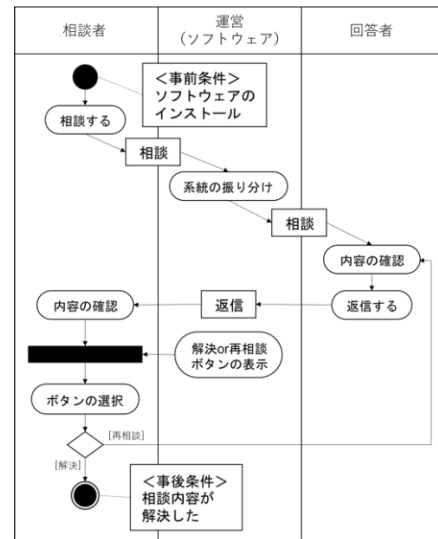 相談者
運営
(ソフトウェア)
回答者
<事前条件>
ソフトウェアの
インストール
相談する
相談
系統の振り分け
相談
内容の確認
内容の確認
返信
返信する
解決or再相談
ボタンの表示
ボタンの選択
[再相談]
[解決]
<事後条件>
相談内容が
解決した